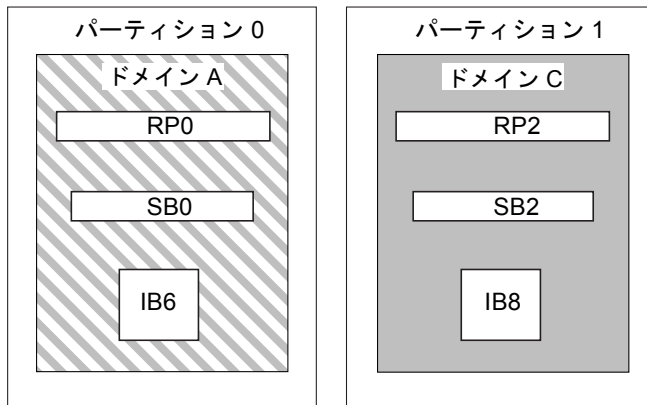 パーティション 0
ドメイン A
RP0
SB0
IB6
パーティション 1
ドメイン C
RP2
SB2
IB8